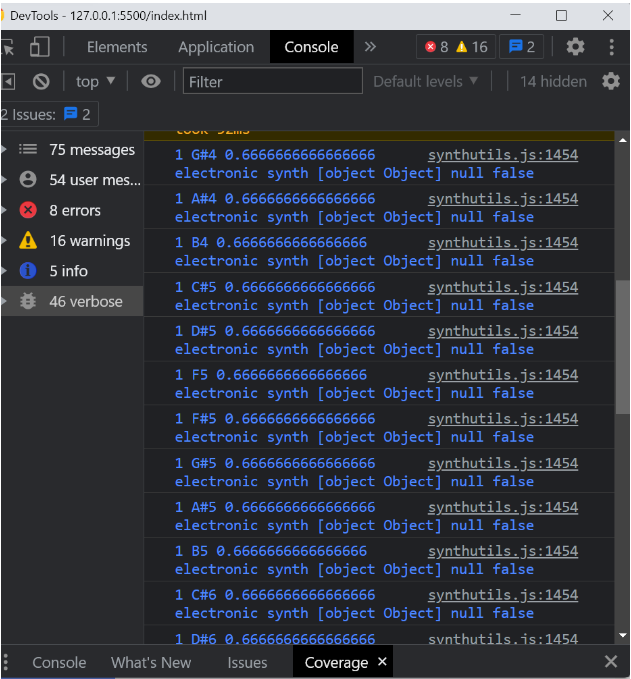 DevTools - 127.0.0.1:5500/index.html
Elements Application Console » 8 16 2
top ▼ Filter Default levels ▼ 14 hidden
2 Issues: 2
75 messages
54 user mes...
8 errors
16 warnings
5 info
46 verbose
took 52ms
1 G#4 0.6666666666666666 synthutils.js:1454
electronic synth [object Object] null false
1 A#4 0.6666666666666666 synthutils.js:1454
electronic synth [object Object] null false
1 B4 0.6666666666666666 synthutils.js:1454
electronic synth [object Object] null false
1 C#5 0.6666666666666666 synthutils.js:1454
electronic synth [object Object] null false
1 D#5 0.6666666666666666 synthutils.js:1454
electronic synth [object Object] null false
1 F5 0.6666666666666666 synthutils.js:1454
electronic synth [object Object] null false
1 F#5 0.6666666666666666 synthutils.js:1454
electronic synth [object Object] null false
1 G#5 0.6666666666666666 synthutils.js:1454
electronic synth [object Object] null false
1 A#5 0.6666666666666666 synthutils.js:1454
electronic synth [object Object] null false
1 B5 0.6666666666666666 synthutils.js:1454
electronic synth [object Object] null false
1 C#6 0.6666666666666666 synthutils.js:1454
electronic synth [object Object] null false
1 D#6 0.6666666666666666 synthutils.js:1454
Console What's New Issues Coverage ×